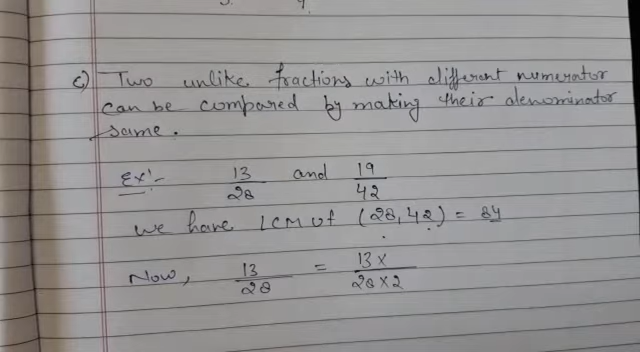 c) Two unlike fractions with different numerator
can be compared by making their denominator
same.
Ex:- 13/28 and 19/42
we have LCM of (28, 42) = 84
Now, 13/28 = 13 ×/28 × 2